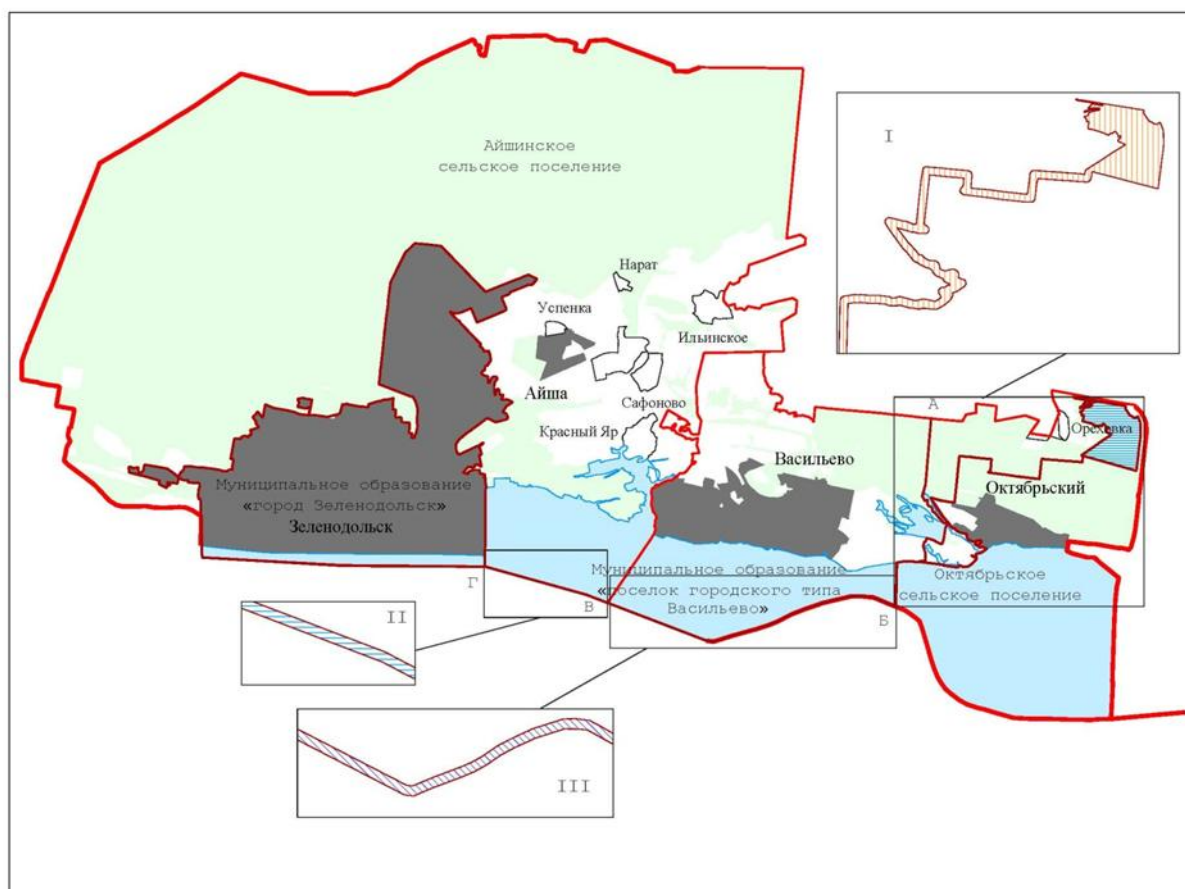 Айшинское
сельское поселение
I
Нарат
Успенка
Ильинское
Айша
Сафоново
А
Ореховка
Красный Яр
Васильево
Октябрьский
Муниципальное образование
«город Зеленодольск»
Зеленодольск
Муниципальное образование
«поселок городского типа
Васильево»
Октябрьское
сельское поселение
Г
В
Б
II
III